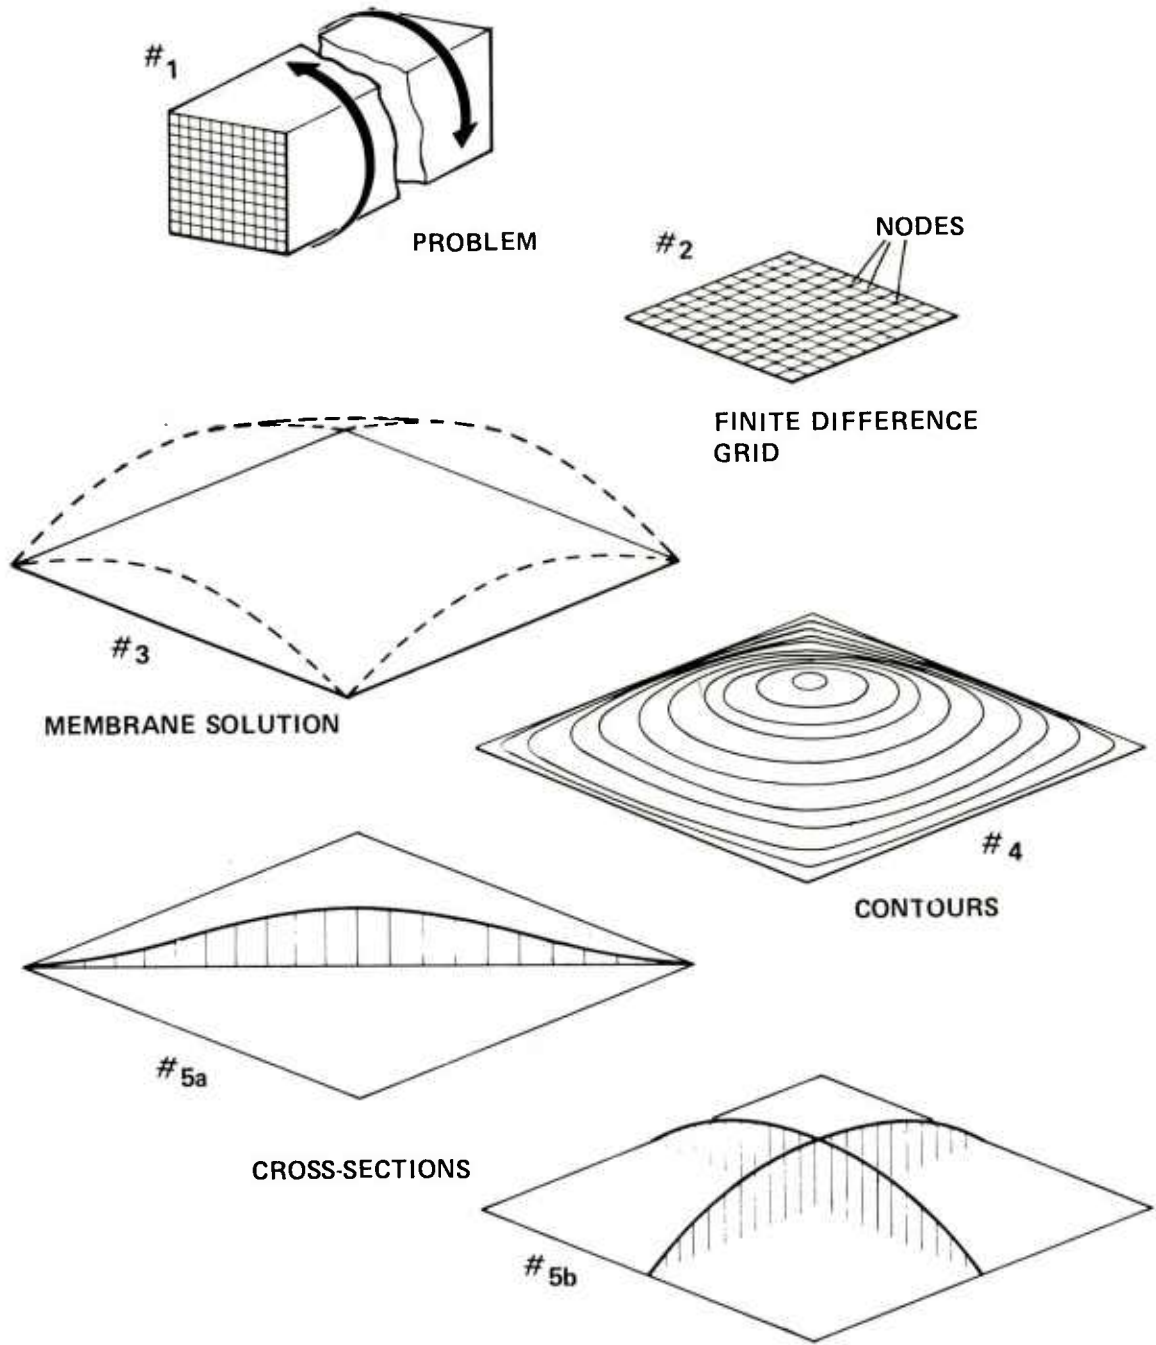 #1
PROBLEM
NODES
#2
FINITE DIFFERENCE
GRID
#3
MEMBRANE SOLUTION
#4
CONTOURS
#5a
CROSS-SECTIONS
#5b